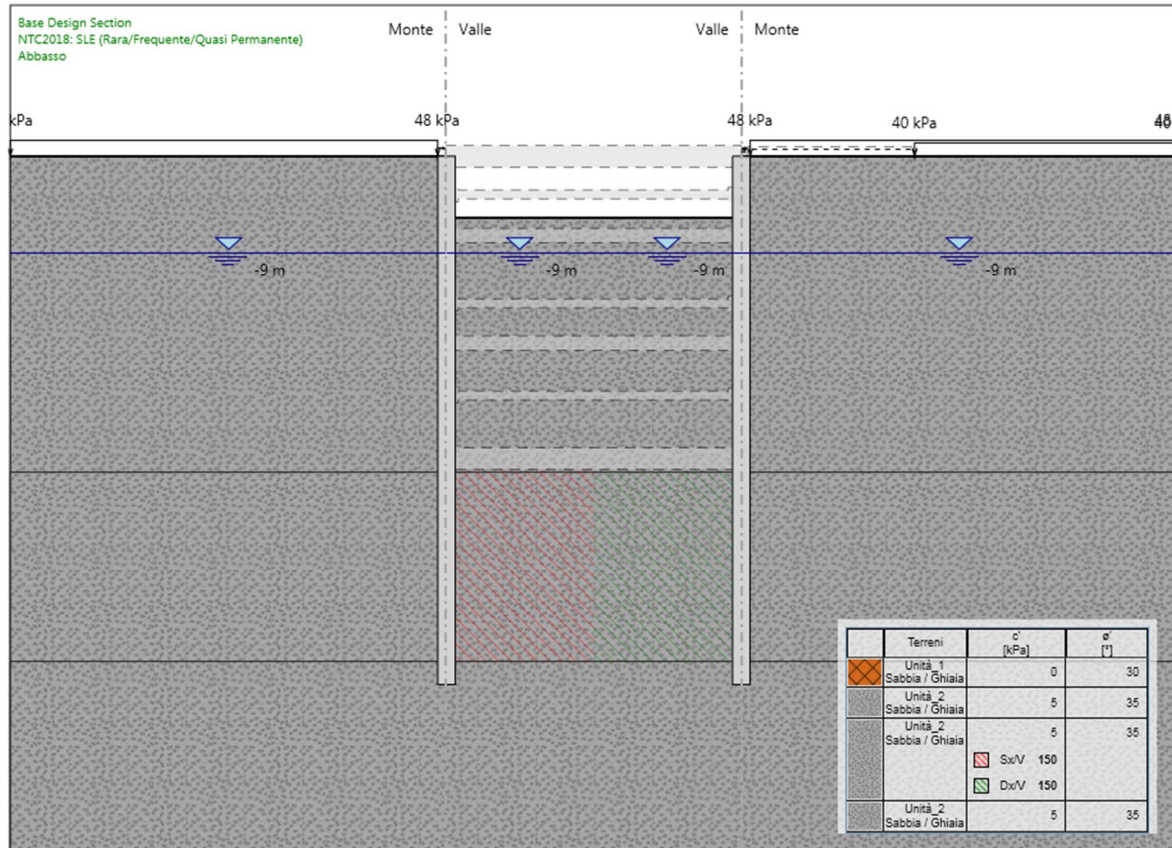 Base Design Section
NTC2018: SLE (Rara/Frequente/Quasi Permanente)
Abbasso
Monte Valle Valle Monte
kPa 48 kPa 48 kPa 40 kPa
-9 m -9 m -9 m -9 m
Terreni c' [kPa] ø' [°]
Unità_1
Sabbia / Ghiaia 0 30
Unità_2
Sabbia / Ghiaia 5 35
Unità_2
Sabbia / Ghiaia 5 35
Sx/V 150
Dx/V 150
Unità_2
Sabbia / Ghiaia 5 35